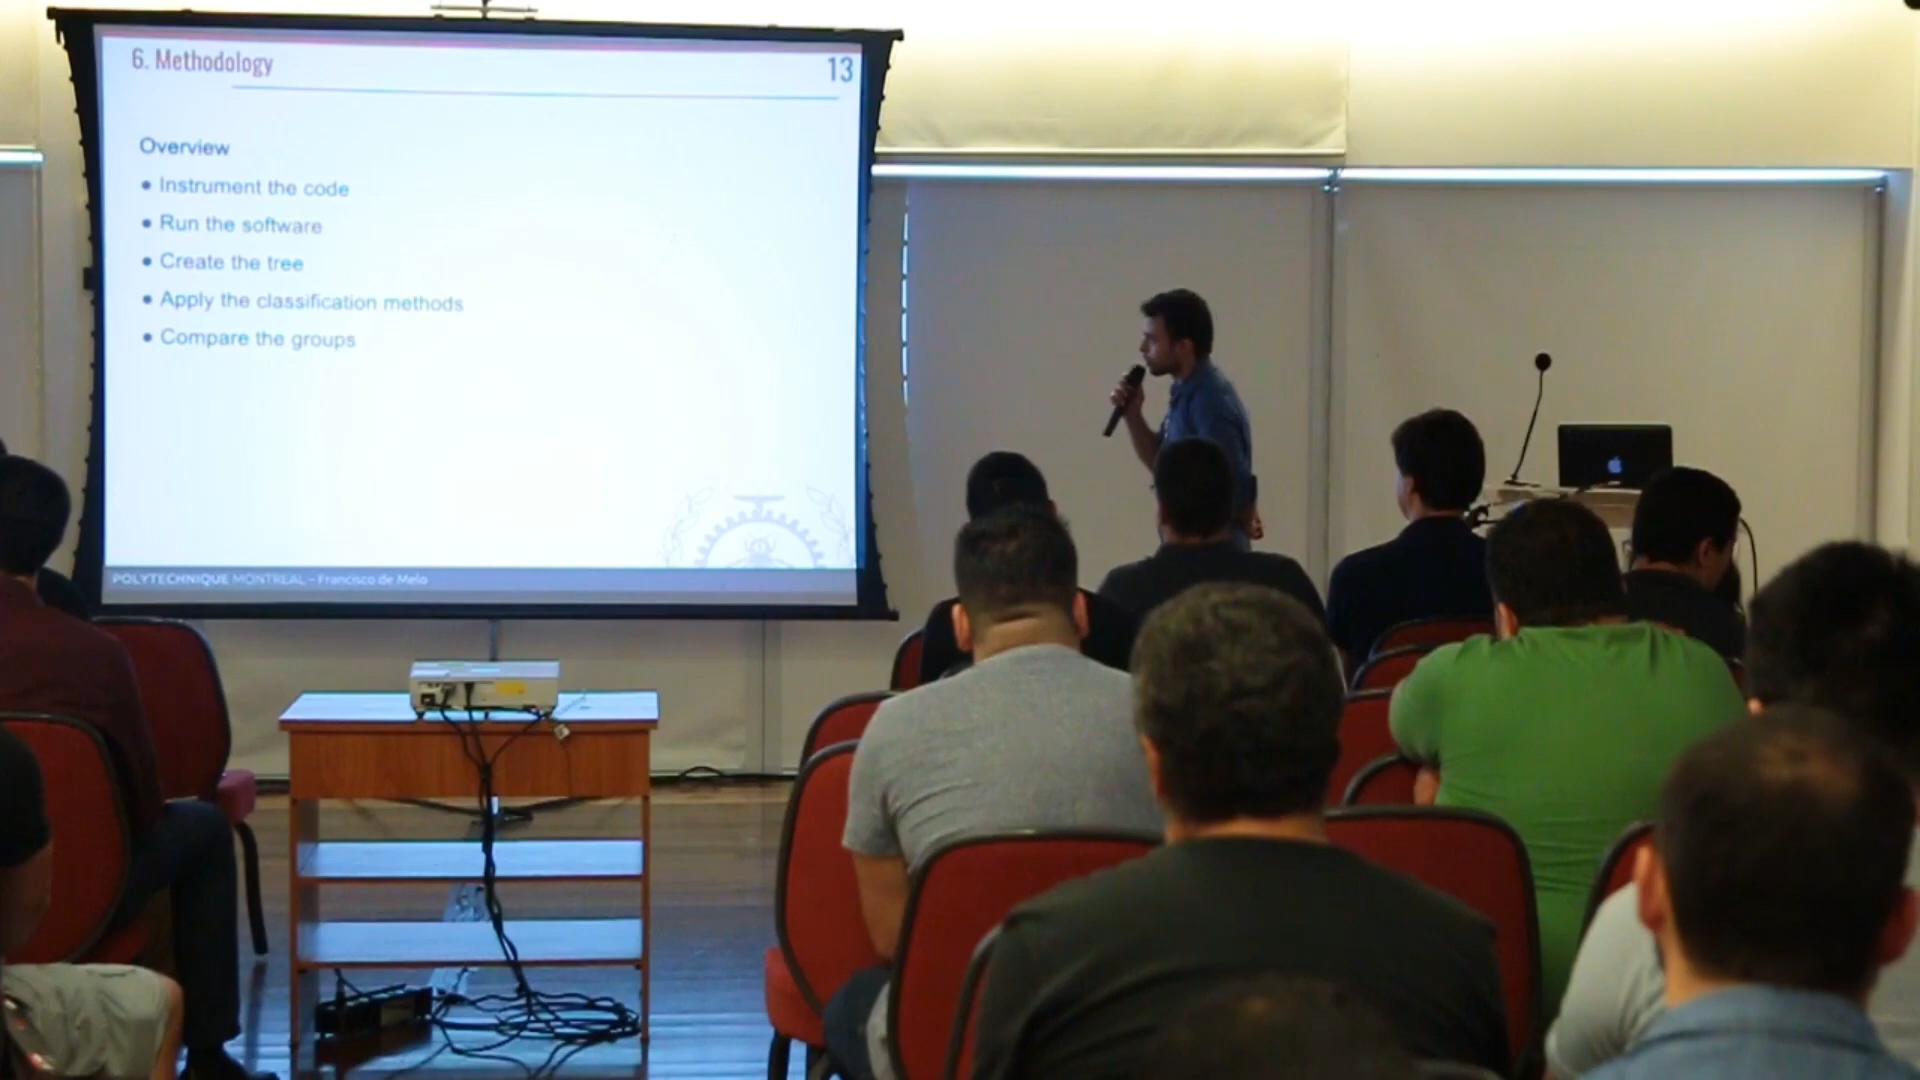 6. Methodology
13
Overview
• Instrument the code
• Run the software
• Create the tree
• Apply the classification methods
• Compare the groups
POLYTECHNIQUE MONTREAL – Francisco de Melo